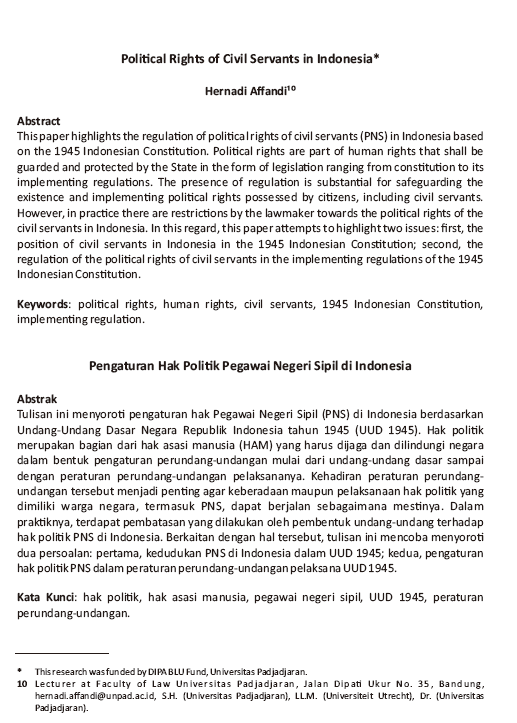 Political Rights of Civil Servants in Indonesia*
Hernadi Affandi¹⁰
Abstract
This paper highlights the regulation of political rights of civil servants (PNS) in Indonesia based
on the 1945 Indonesian Constitution. Political rights are part of human rights that shall be
guarded and protected by the State in the form of legislation ranging from constitution to its
implementing regulations. The presence of regulation is substantial for safeguarding the
existence and implementing political rights possessed by citizens, including civil servants.
However, in practice there are restrictions by the lawmaker towards the political rights of the
civil servants in Indonesia. In this regard, this paper attempts to highlight two issues: first, the
position of civil servants in Indonesia in the 1945 Indonesian Constitution; second, the
regulation of the political rights of civil servants in the implementing regulations of the 1945
Indonesian Constitution.
Keywords: political rights, human rights, civil servants, 1945 Indonesian Constitution,
implementing regulation.
Pengaturan Hak Politik Pegawai Negeri Sipil di Indonesia
Abstrak
Tulisan ini menyoroti pengaturan hak Pegawai Negeri Sipil (PNS) di Indonesia berdasarkan
Undang-Undang Dasar Negara Republik Indonesia tahun 1945 (UUD 1945). Hak politik
merupakan bagian dari hak asasi manusia (HAM) yang harus dijaga dan dilindungi negara
dalam bentuk pengaturan perundang-undangan mulai dari undang-undang dasar sampai
dengan peraturan perundang-undangan pelaksananya. Kehadiran peraturan perundang-
undangan tersebut menjadi penting agar keberadaan maupun pelaksanaan hak politik yang
dimiliki warga negara, termasuk PNS, dapat berjalan sebagaimana mestinya. Dalam
praktiknya, terdapat pembatasan yang dilakukan oleh pembentuk undang-undang terhadap
hak politik PNS di Indonesia. Berkaitan dengan hal tersebut, tulisan ini mencoba menyoroti
dua persoalan: pertama, kedudukan PNS di Indonesia dalam UUD 1945; kedua, pengaturan
hak politik PNS dalam peraturan perundang-undangan pelaksana UUD 1945.
Kata Kunci: hak politik, hak asasi manusia, pegawai negeri sipil, UUD 1945, peraturan
perundang-undangan.
* This research was funded by DIPA BLU Fund, Universitas Padjadjaran.
10 Lecturer at Faculty of Law Universitas Padjadjaran, Jalan Dipati Ukur No. 35, Bandung,
hernadi.affandi@unpad.ac.id, S.H. (Universitas Padjadjaran), LL.M. (Universiteit Utrecht), Dr. (Universitas
Padjadjaran).